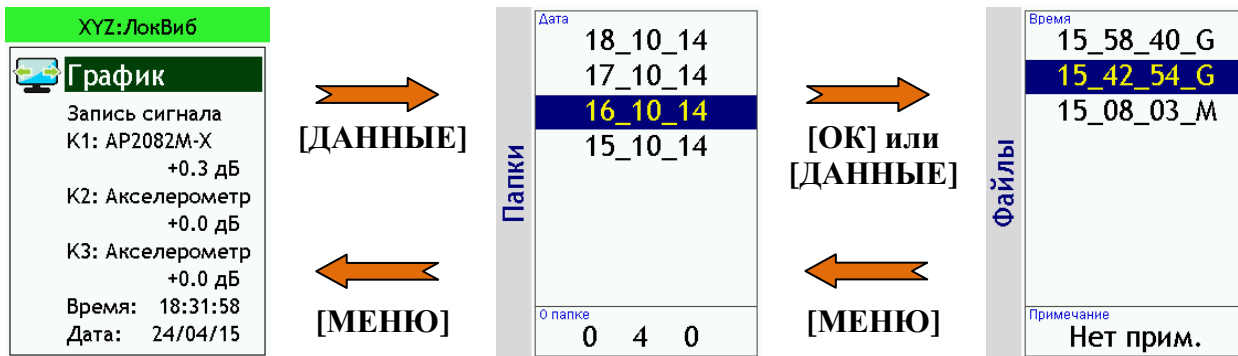 XYZ:ЛокВиб
График
Запись сигнала
К1: AP2082M-X
+0.3 дБ
К2: Акселерометр
+0.0 дБ
К3: Акселерометр
+0.0 дБ
Время: 18:31:58
Дата: 24/04/15
[ДАННЫЕ]
[МЕНЮ]
Папки
Дата
18_10_14
17_10_14
16_10_14
15_10_14
О папке
0 4 0
[ОК] или
[ДАННЫЕ]
[МЕНЮ]
Файлы
Время
15_58_40_G
15_42_54_G
15_08_03_M
Примечание
Нет прим.